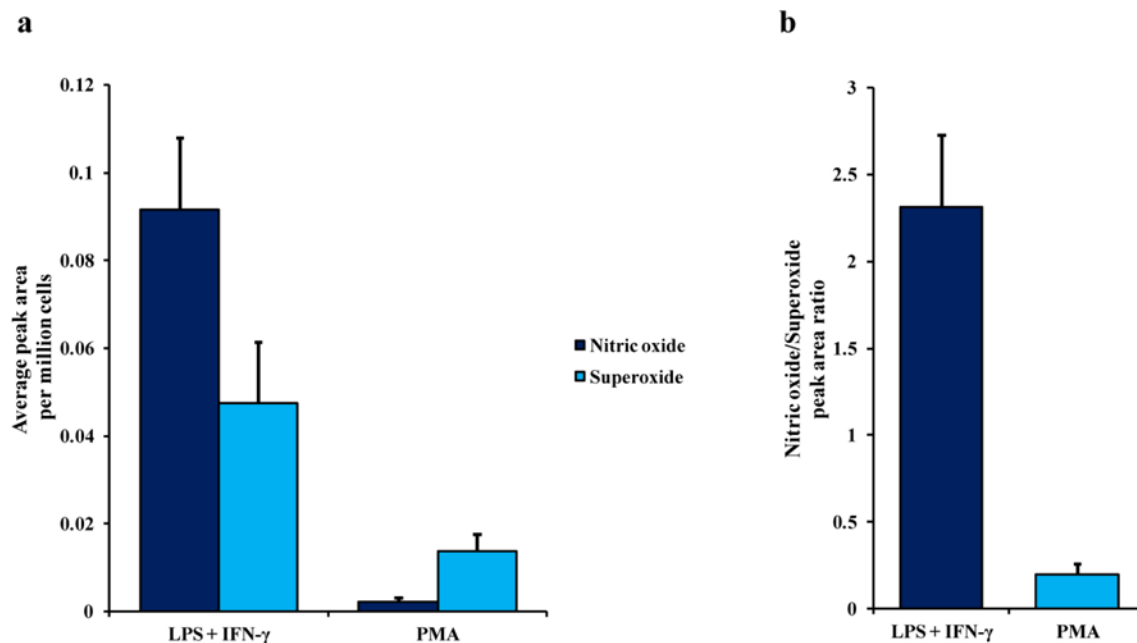 a
0.12
0.1
0.08
0.06
0.04
0.02
0
Average peak area
per million cells
LPS + IFN-γ
PMA
Nitric oxide
Superoxide
b
3
2.5
2
1.5
1
0.5
0
Nitric oxide/Superoxide
peak area ratio
LPS + IFN-γ
PMA